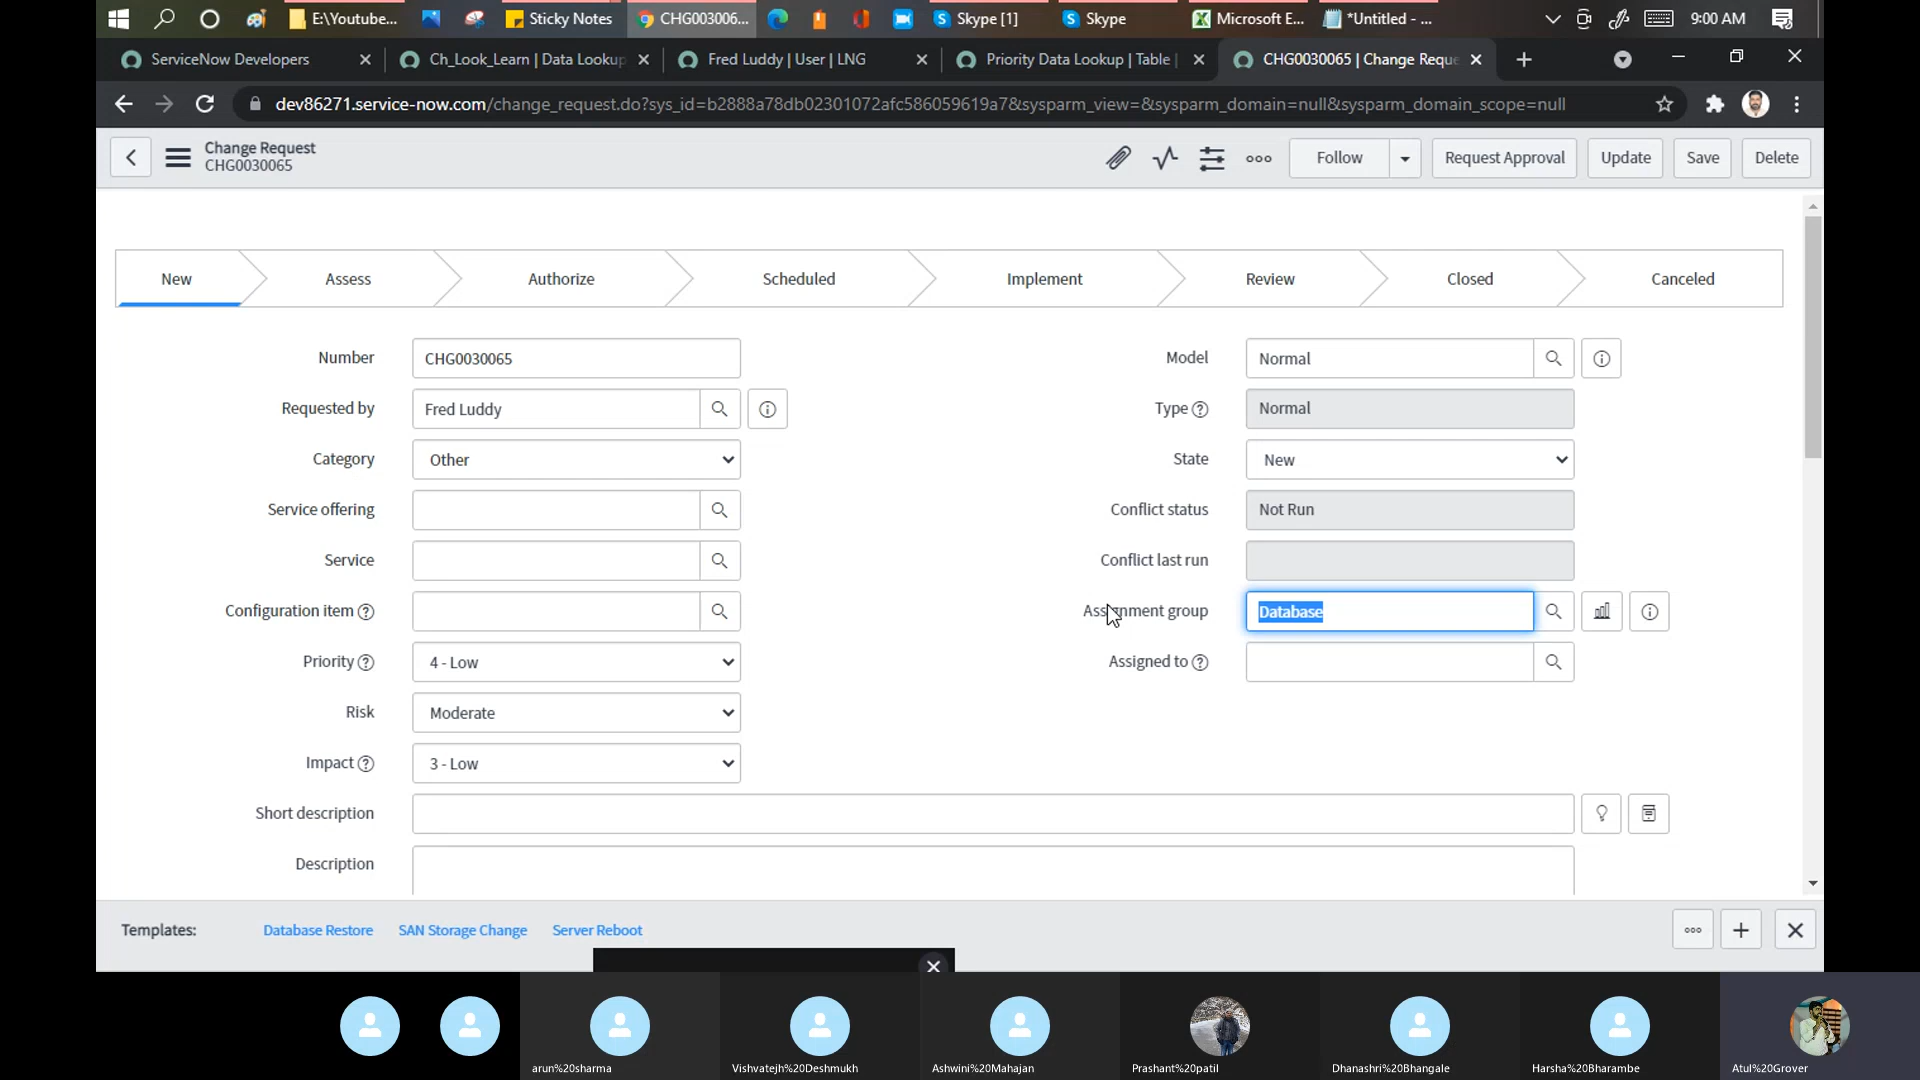 E:\Youtube...
Sticky Notes
CHG003006...
Skype [1]
Skype
Microsoft E...
*Untitled - ...
9:00 AM
ServiceNow Developers
Ch_Look_Learn | Data Lookup
Fred Luddy | User | LNG
Priority Data Lookup | Table |
CHG0030065 | Change Reque
dev86271.service-now.com/change_request.do?sys_id=b2888a78db02301072afc586059619a7&sysparm_view=&sysparm_domain=null&sysparm_domain_scope=null
Change Request
CHG0030065
Follow
Request Approval
Update
Save
Delete
New
Assess
Authorize
Scheduled
Implement
Review
Closed
Canceled
Number
CHG0030065
Model
Normal
Requested by
Fred Luddy
Type
Normal
Category
Other
State
New
Service offering
Conflict status
Not Run
Service
Conflict last run
Configuration item
Assignment group
Database
Priority
4 - Low
Assigned to
Risk
Moderate
Impact
3 - Low
Short description
Description
Templates:
Database Restore
SAN Storage Change
Server Reboot
arun%20sharma
Vishvatejh%20Deshmukh
Ashwini%20Mahajan
Prashant%20patil
Dhanashri%20Bhangale
Harsha%20Bharambe
Atul%20Grover